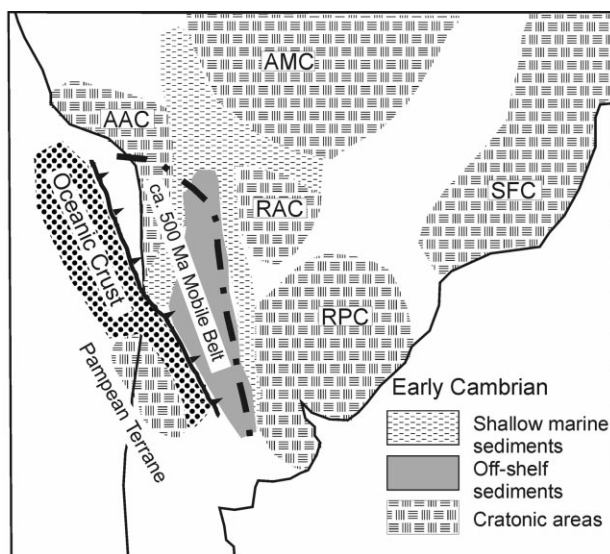 AMC
AAC
SFC
RAC
Oceanic Crust
ca. 500 Ma Mobile Belt
RPC
Pampean Terrane
Early Cambrian
Shallow marine
sediments
Off-shelf
sediments
Cratonic areas